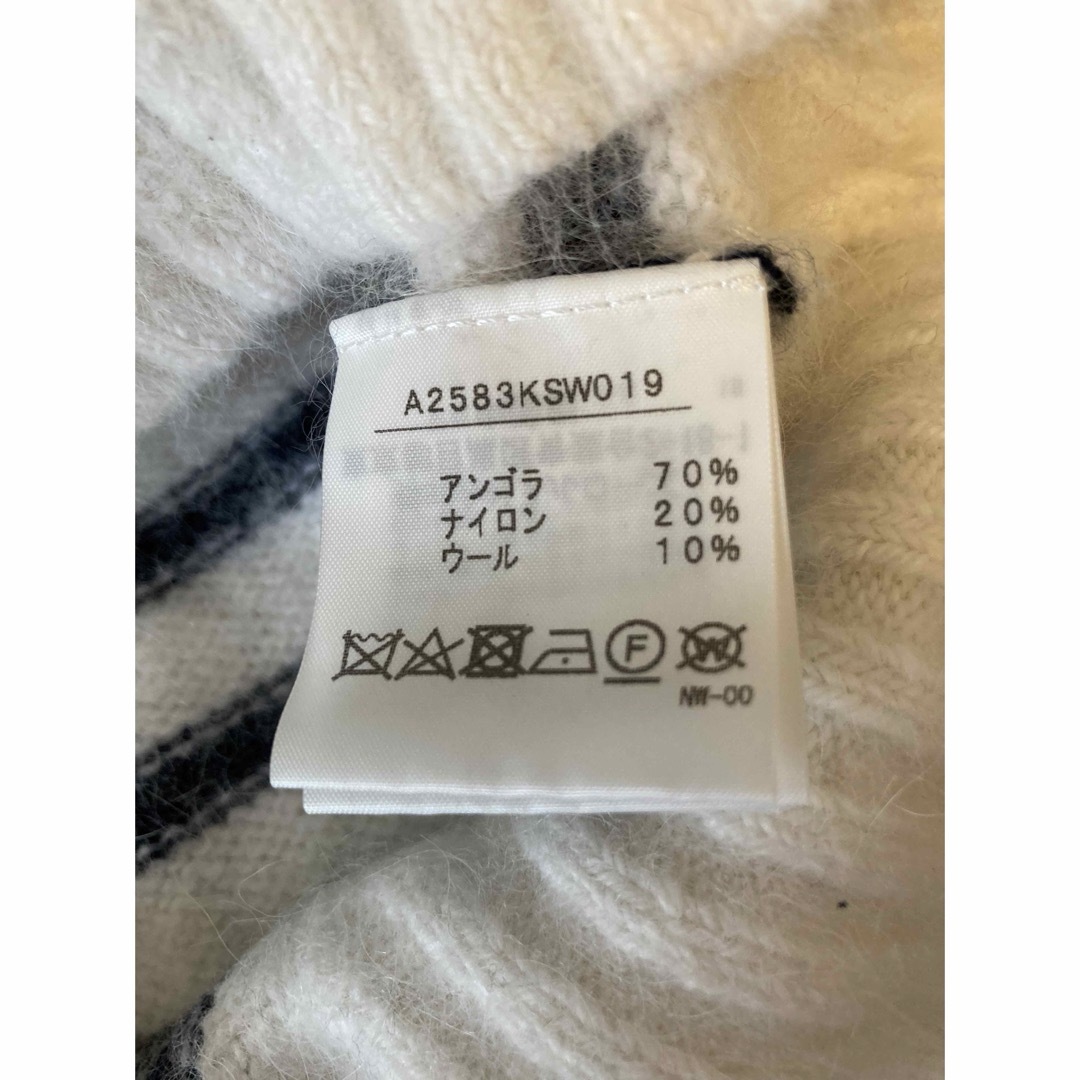 A2583KSW019
アンゴラ 70%
ナイロン 20%
ウール 10%
F W
NW-00